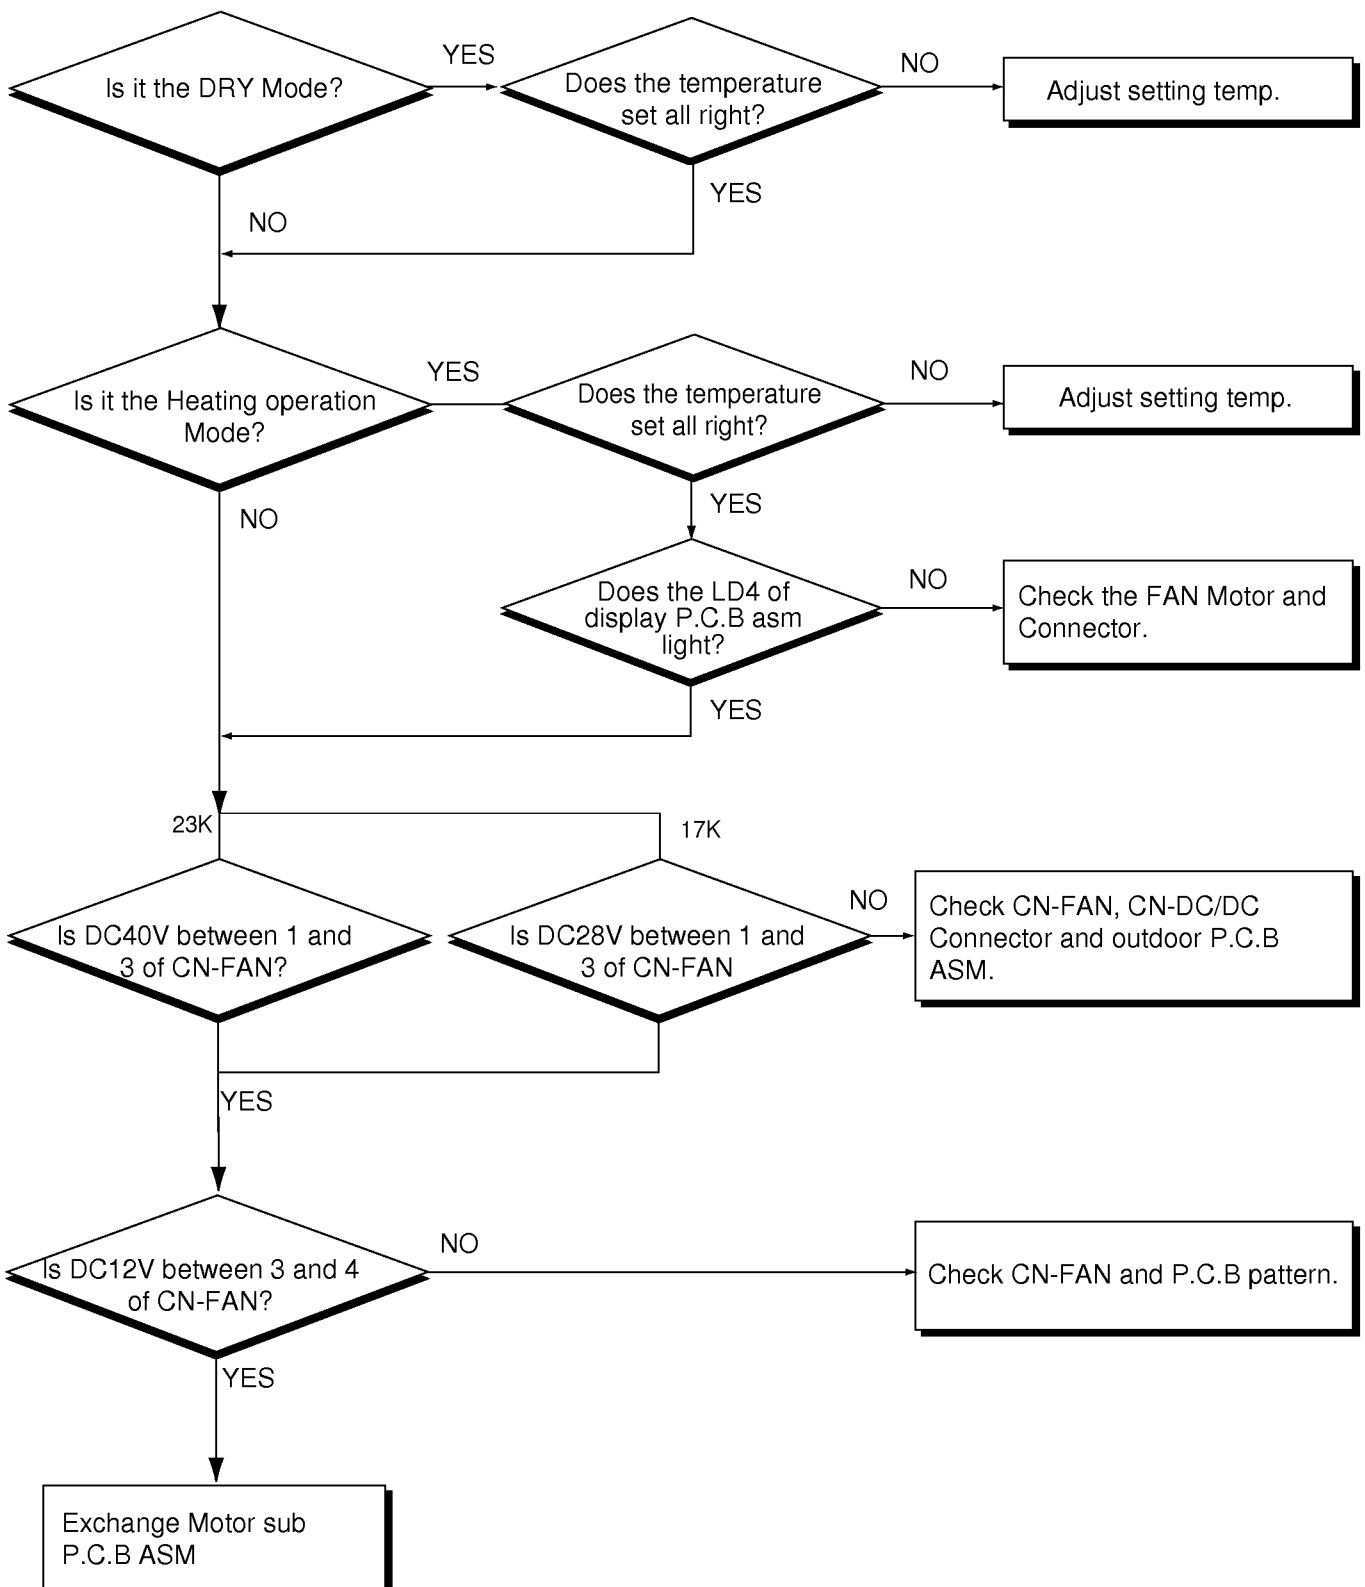 Is it the DRY Mode?
YES
Does the temperature
set all right?
NO
Adjust setting temp.
YES
NO
Is it the Heating operation
Mode?
YES
Does the temperature
set all right?
NO
Adjust setting temp.
YES
NO
Does the LD4 of
display P.C.B asm
light?
NO
Check the FAN Motor and
Connector.
YES
23K
17K
Is DC40V between 1 and
3 of CN-FAN?
Is DC28V between 1 and
3 of CN-FAN
NO
Check CN-FAN, CN-DC/DC
Connector and outdoor P.C.B
ASM.
YES
Is DC12V between 3 and 4
of CN-FAN?
NO
Check CN-FAN and P.C.B pattern.
YES
Exchange Motor sub
P.C.B ASM